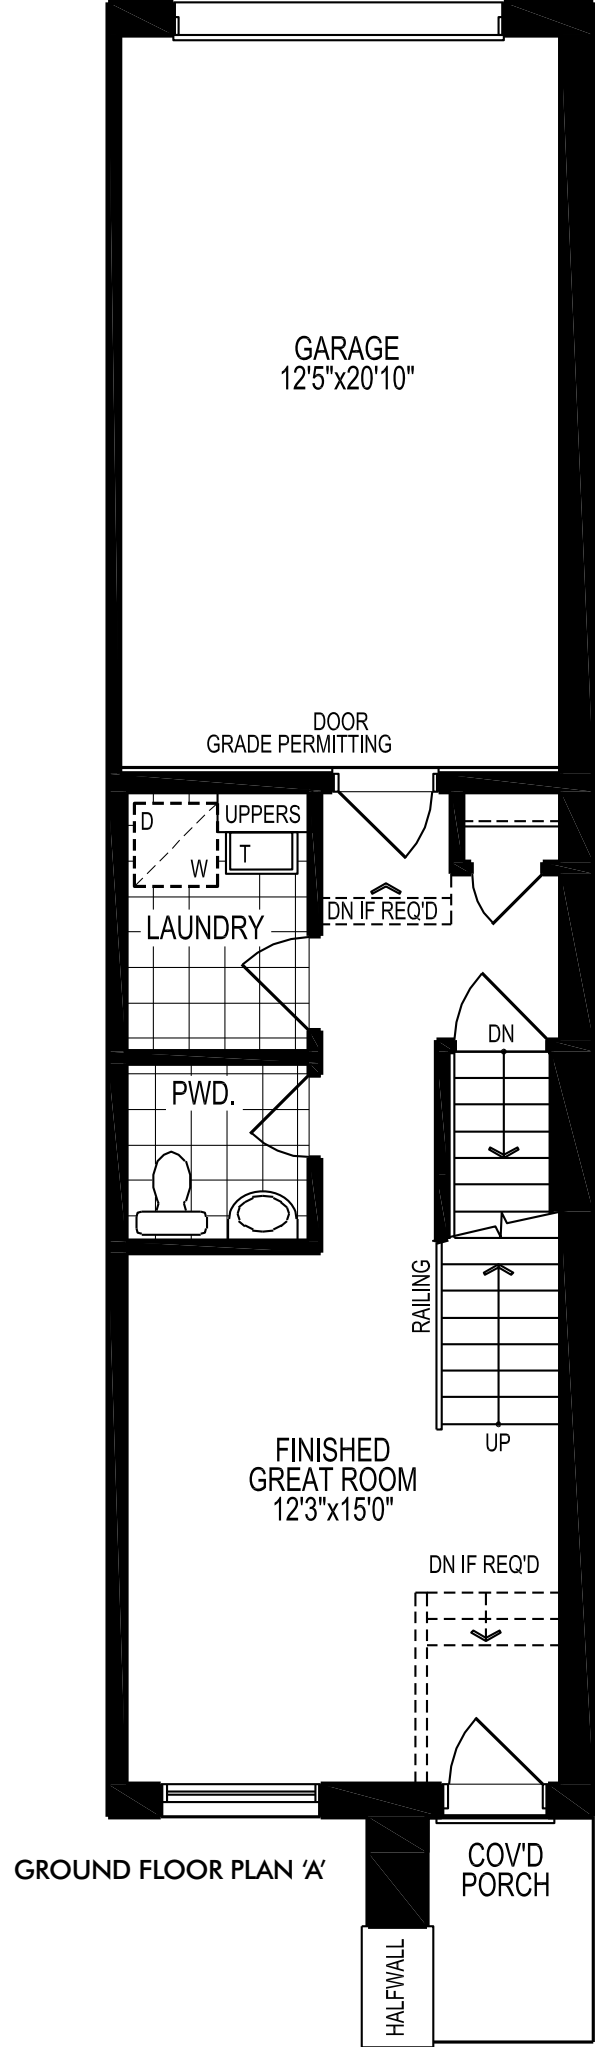 GARAGE
12'5"x20'10"
DOOR
GRADE PERMITTING
D
W
UPPERS
T
LAUNDRY
DN IF REQ'D
DN
PWD.
RAILING
UP
FINISHED
GREAT ROOM
12'3"x15'0"
DN IF REQ'D
GROUND FLOOR PLAN ‘A’
COV'D
PORCH
HALFWALL